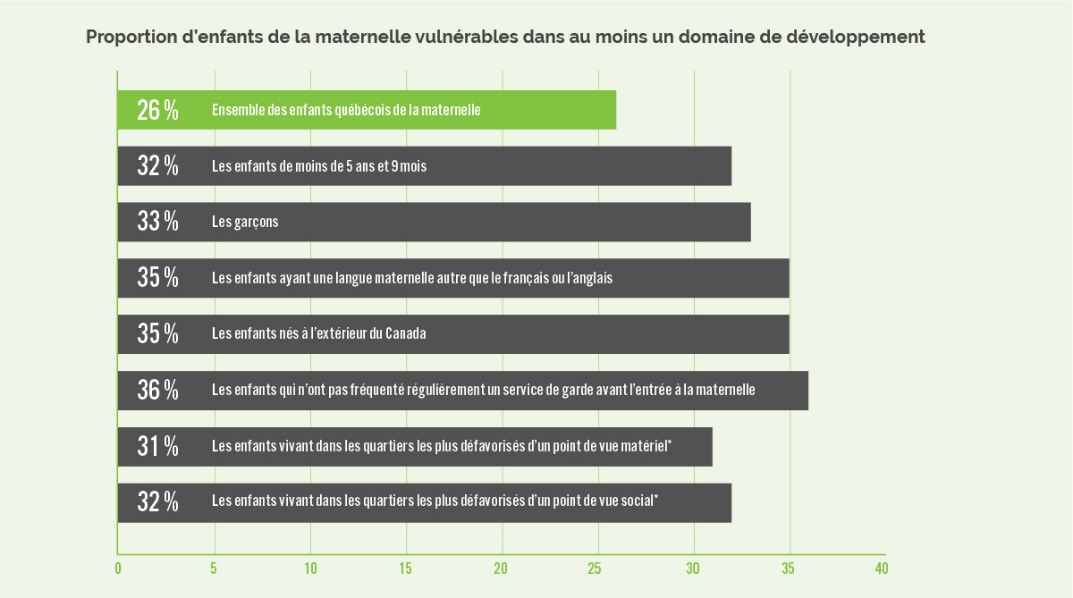 Proportion d’enfants de la maternelle vulnérables dans au moins un domaine de développement
26 % Ensemble des enfants québécois de la maternelle
32 % Les enfants de moins de 5 ans et 9 mois
33 % Les garçons
35 % Les enfants ayant une langue maternelle autre que le français ou l’anglais
35 % Les enfants nés à l’extérieur du Canada
36 % Les enfants qui n’ont pas fréquenté régulièrement un service de garde avant l’entrée à la maternelle
31 % Les enfants vivant dans les quartiers les plus défavorisés d’un point de vue matériel*
32 % Les enfants vivant dans les quartiers les plus défavorisés d’un point de vue social*
0 5 10 15 20 25 30 35 40